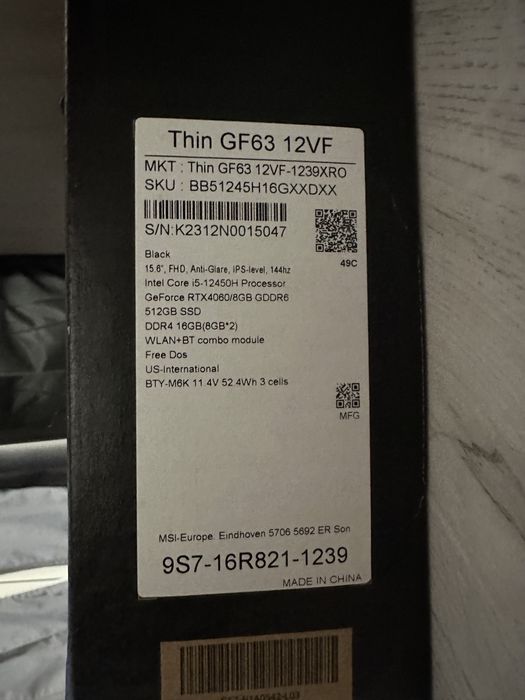 Thin GF63 12VF
MKT : Thin GF63 12VF-1239XRO
SKU : BB51245H16GXXDXX
S/N:K2312N0015047
49C
Black
15.6", FHD, Anti-Glare, IPS-level, 144hz
Intel Core i5-12450H Processor
GeForce RTX4060/8GB GDDR6
512GB SSD
DDR4 16GB(8GB*2)
WLAN+BT combo module
Free Dos
US-International
BTY-M6K 11.4V 52.4Wh 3 cells
MFG
MSI-Europe. Eindhoven 5706 5692 ER Son
9S7-16R821-1239
MADE IN CHINA